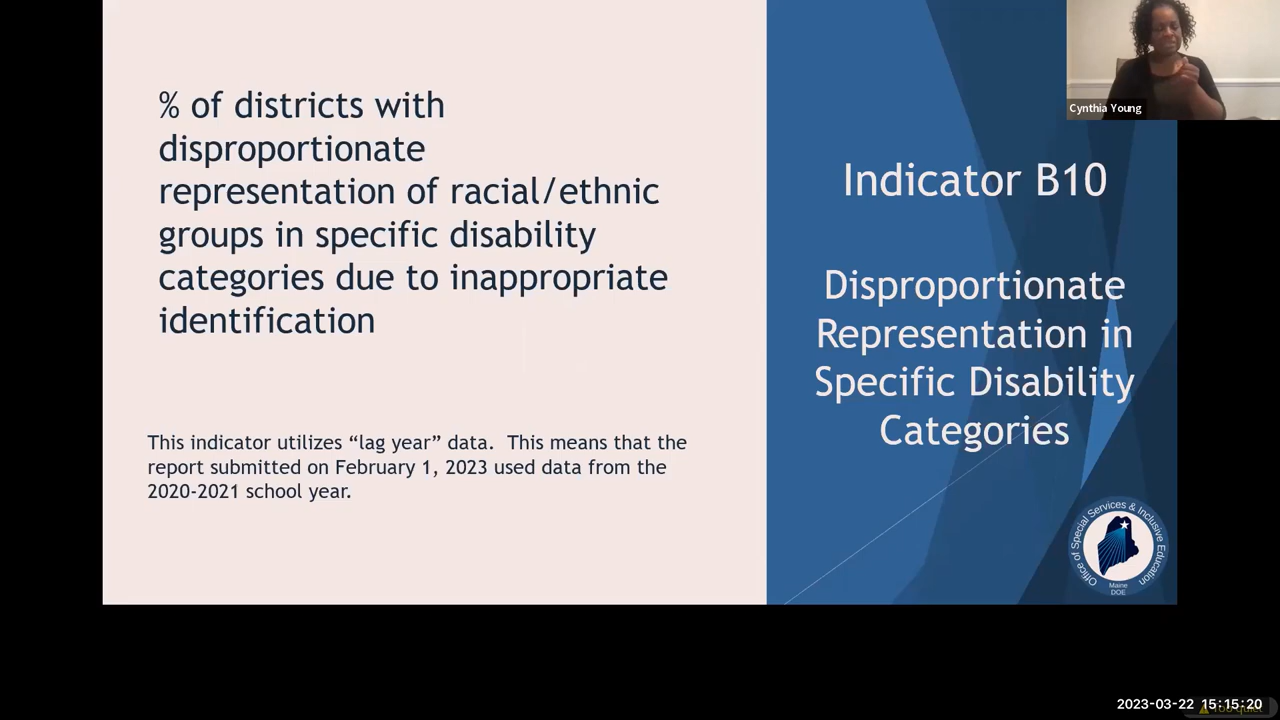 % of districts with
disproportionate
representation of racial/ethnic
groups in specific disability
categories due to inappropriate
identification
This indicator utilizes “lag year” data.  This means that the
report submitted on February 1, 2023 used data from the
2020-2021 school year.
Cynthia Young
Indicator B10
Disproportionate
Representation in
Specific Disability
Categories
Office of Special Services & Inclusive Education
Maine
DOE
2023-03-22 15:15:20